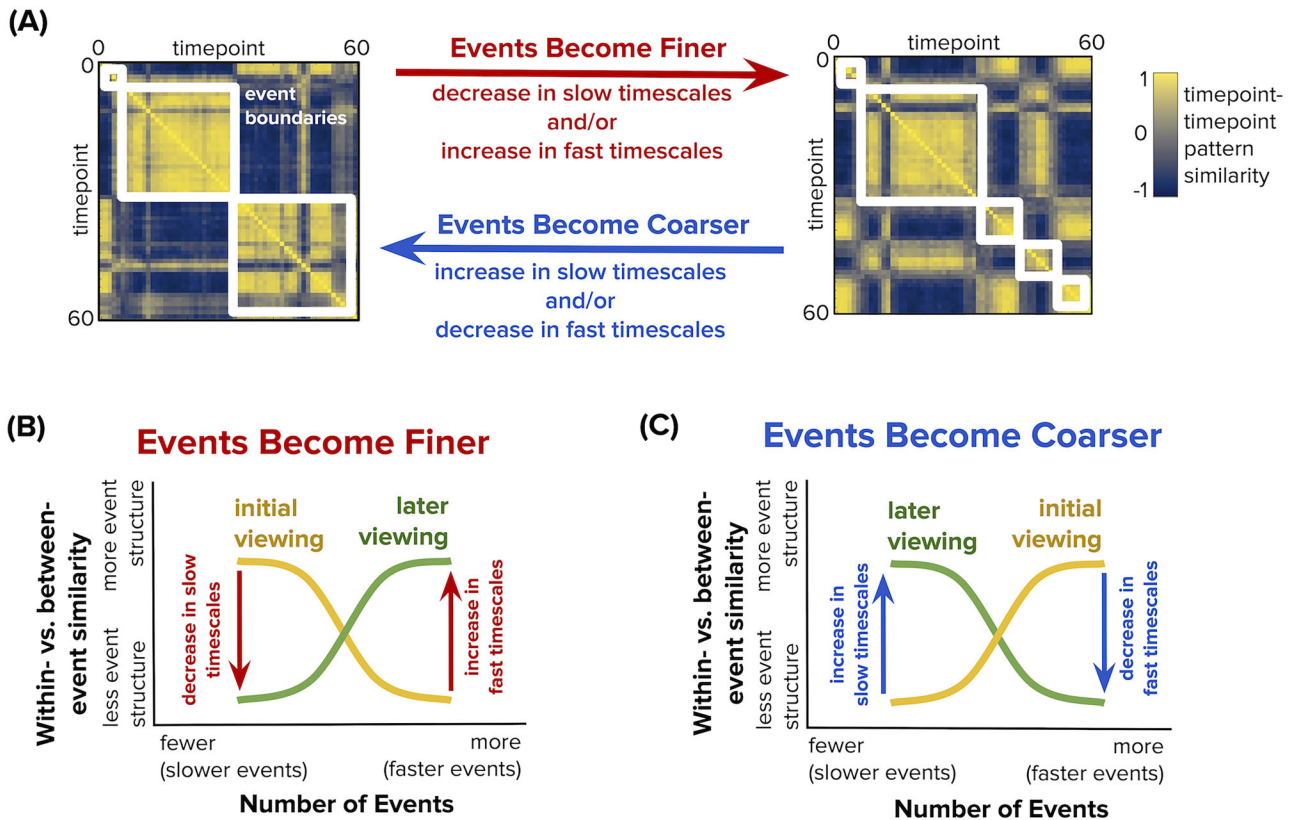 (A)
0 timepoint 60
0
timepoint
60
event
boundaries
Events Become Finer
decrease in slow timescales
and/or
increase in fast timescales
Events Become Coarser
increase in slow timescales
and/or
decrease in fast timescales
0 timepoint 60
0
timepoint
60
1
0
-1
timepoint-
timepoint
pattern
similarity
(B)
Events Become Finer
Within- vs. between-
event similarity
more event
structure
less event
structure
initial
viewing
later
viewing
decrease in slow
timescales
increase in
fast timescales
fewer
(slower events)
more
(faster events)
Number of Events
(C)
Events Become Coarser
Within- vs. between-
event similarity
more event
structure
less event
structure
later
viewing
initial
viewing
increase in
slow timescales
decrease in
fast timescales
fewer
(slower events)
more
(faster events)
Number of Events